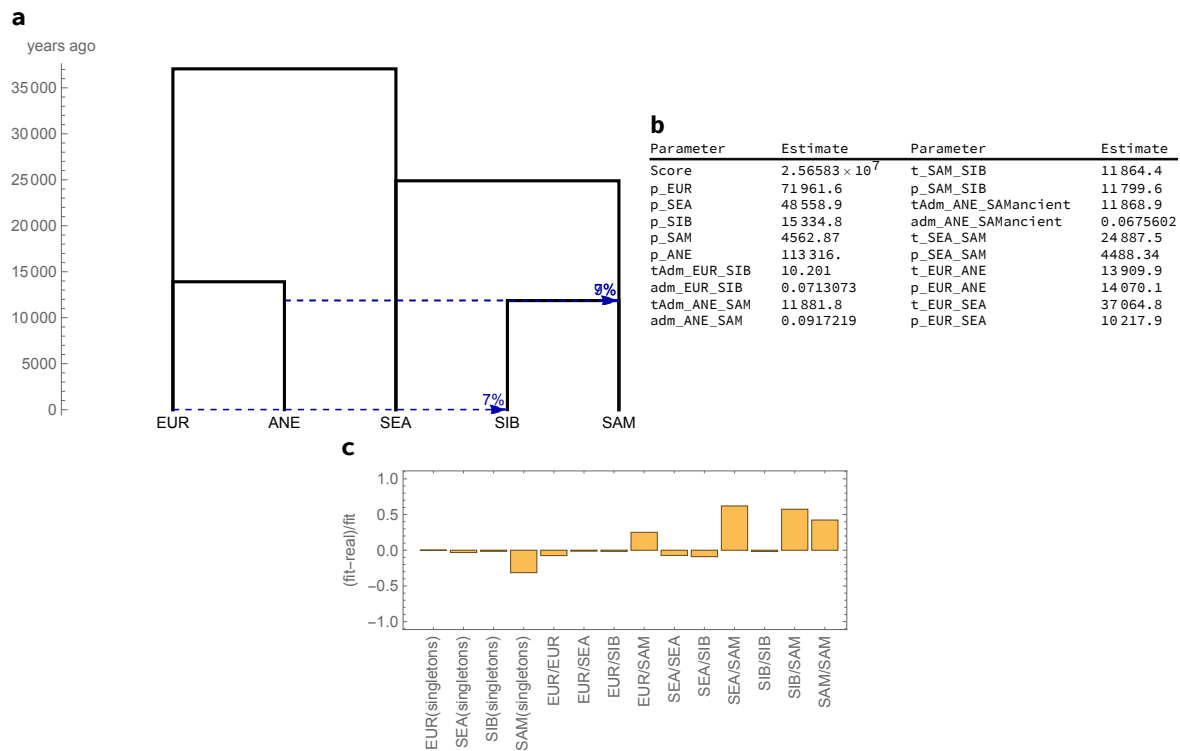 a
years ago
35000
30000
25000
20000
15000
10000
5000
0
7%
EUR ANE SEA SIB SAM
b
Parameter Estimate Parameter Estimate
Score 2.56583 × 10^7 t_SAM_SIB 11864.4
p_EUR 71961.6 p_SAM_SIB 11799.6
p_SEA 48558.9 tAdm_ANE_SAMancient 11868.9
p_SIB 15334.8 adm_ANE_SAMancient 0.0675602
p_SAM 4562.87 t_SEA_SAM 24887.5
p_ANE 113316. p_SEA_SAM 4488.34
tAdm_EUR_SIB 10.201 t_EUR_ANE 13909.9
adm_EUR_SIB 0.0713073 p_EUR_ANE 14070.1
tAdm_ANE_SAM 11881.8 t_EUR_SEA 37064.8
adm_ANE_SAM 0.0917219 p_EUR_SEA 10217.9
c
(fit-real)/fit
1.0
0.5
0.0
-0.5
-1.0
EUR(singletons)
SEA(singletons)
SIB(singletons)
SAM(singletons)
EUR/EUR
EUR/SEA
EUR/SIB
EUR/SAM
SEA/SEA
SEA/SIB
SEA/SAM
SIB/SIB
SIB/SAM
SAM/SAM